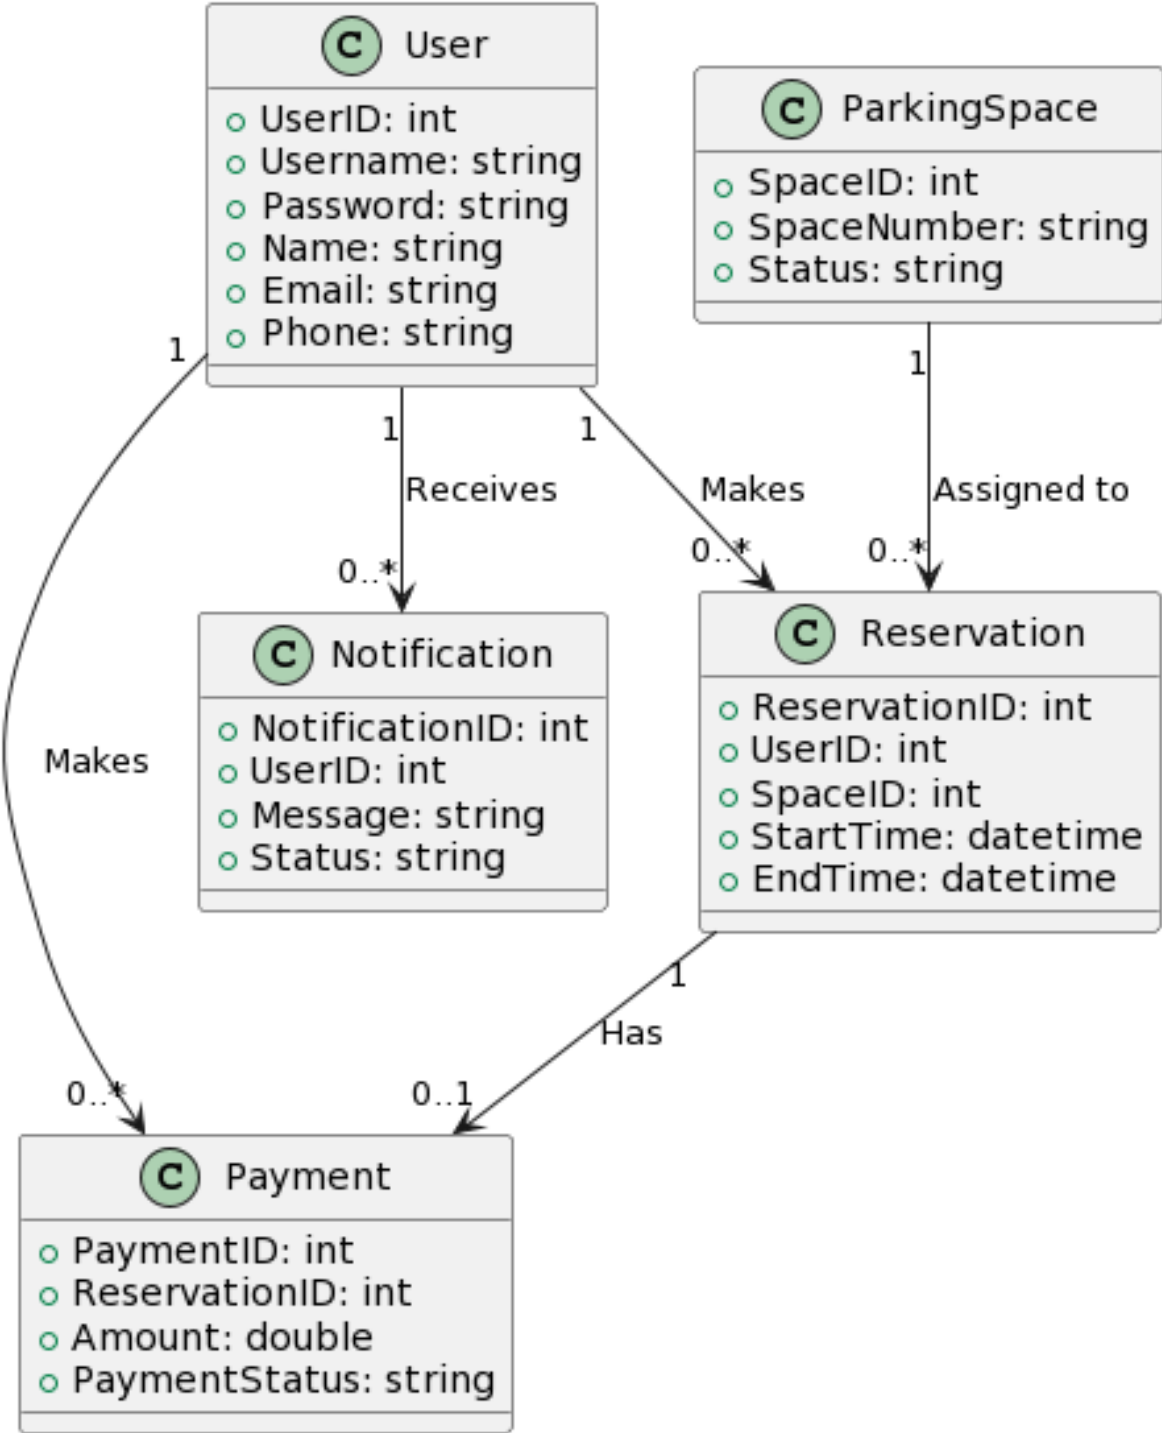 C User
UserID: int
Username: string
Password: string
Name: string
Email: string
Phone: string
C ParkingSpace
SpaceID: int
SpaceNumber: string
Status: string
1
1
1
1
Receives
Makes
Assigned to
0..*
0..*
0..*
C Notification
NotificationID: int
UserID: int
Message: string
Status: string
C Reservation
ReservationID: int
UserID: int
SpaceID: int
StartTime: datetime
EndTime: datetime
Makes
1
Has
0..*
0..1
C Payment
PaymentID: int
ReservationID: int
Amount: double
PaymentStatus: string